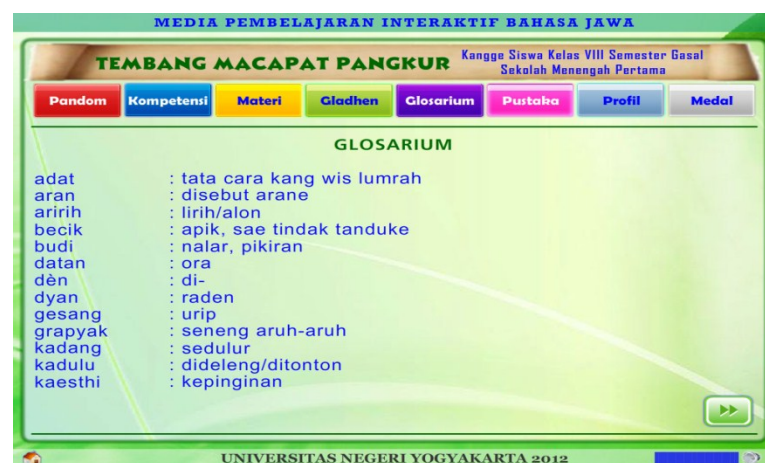 MEDIA PEMBELAJARAN INTERAKTIF BAHASA JAWA
TEMBANG MACAPAT PANGKUR
Kangge Siswa Kelas VIII Semester Gasal
Sekolah Menengah Pertama
Pandom Kompetensi Materi Gladhen Glosarium Pustaka Profil Medal
GLOSARIUM
adat : tata cara kang wis lumrah
aran : disebut arane
aririh : lirih/alon
becik : apik, sae tindak tanduke
budi : nalar, pikiran
datan : ora
dèn : di-
dyan : raden
gesang : urip
grapyak : seneng aruh-aruh
kadang : sedulur
kadulu : dideleng/ditonton
kaesthi : kepinginan
UNIVERSITAS NEGERI YOGYAKARTA 2012